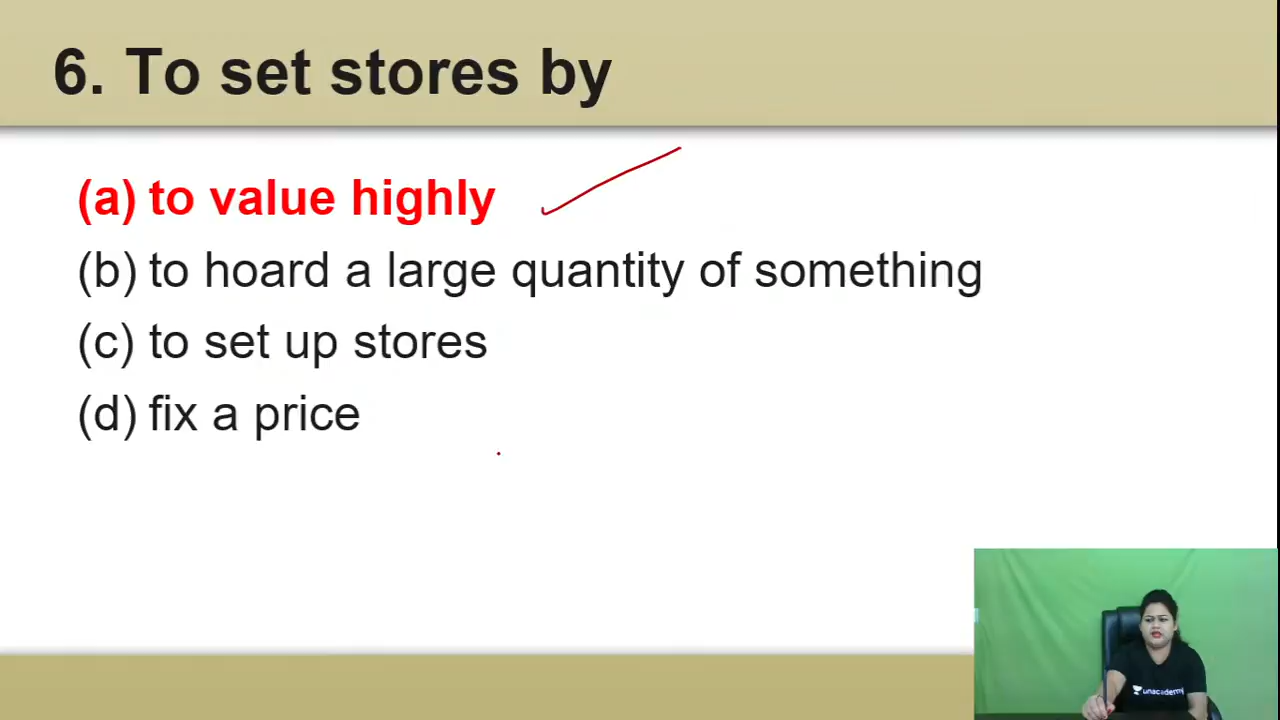 6. To set stores by
(a) to value highly
(b) to hoard a large quantity of something
(c) to set up stores
(d) fix a price
unacademy